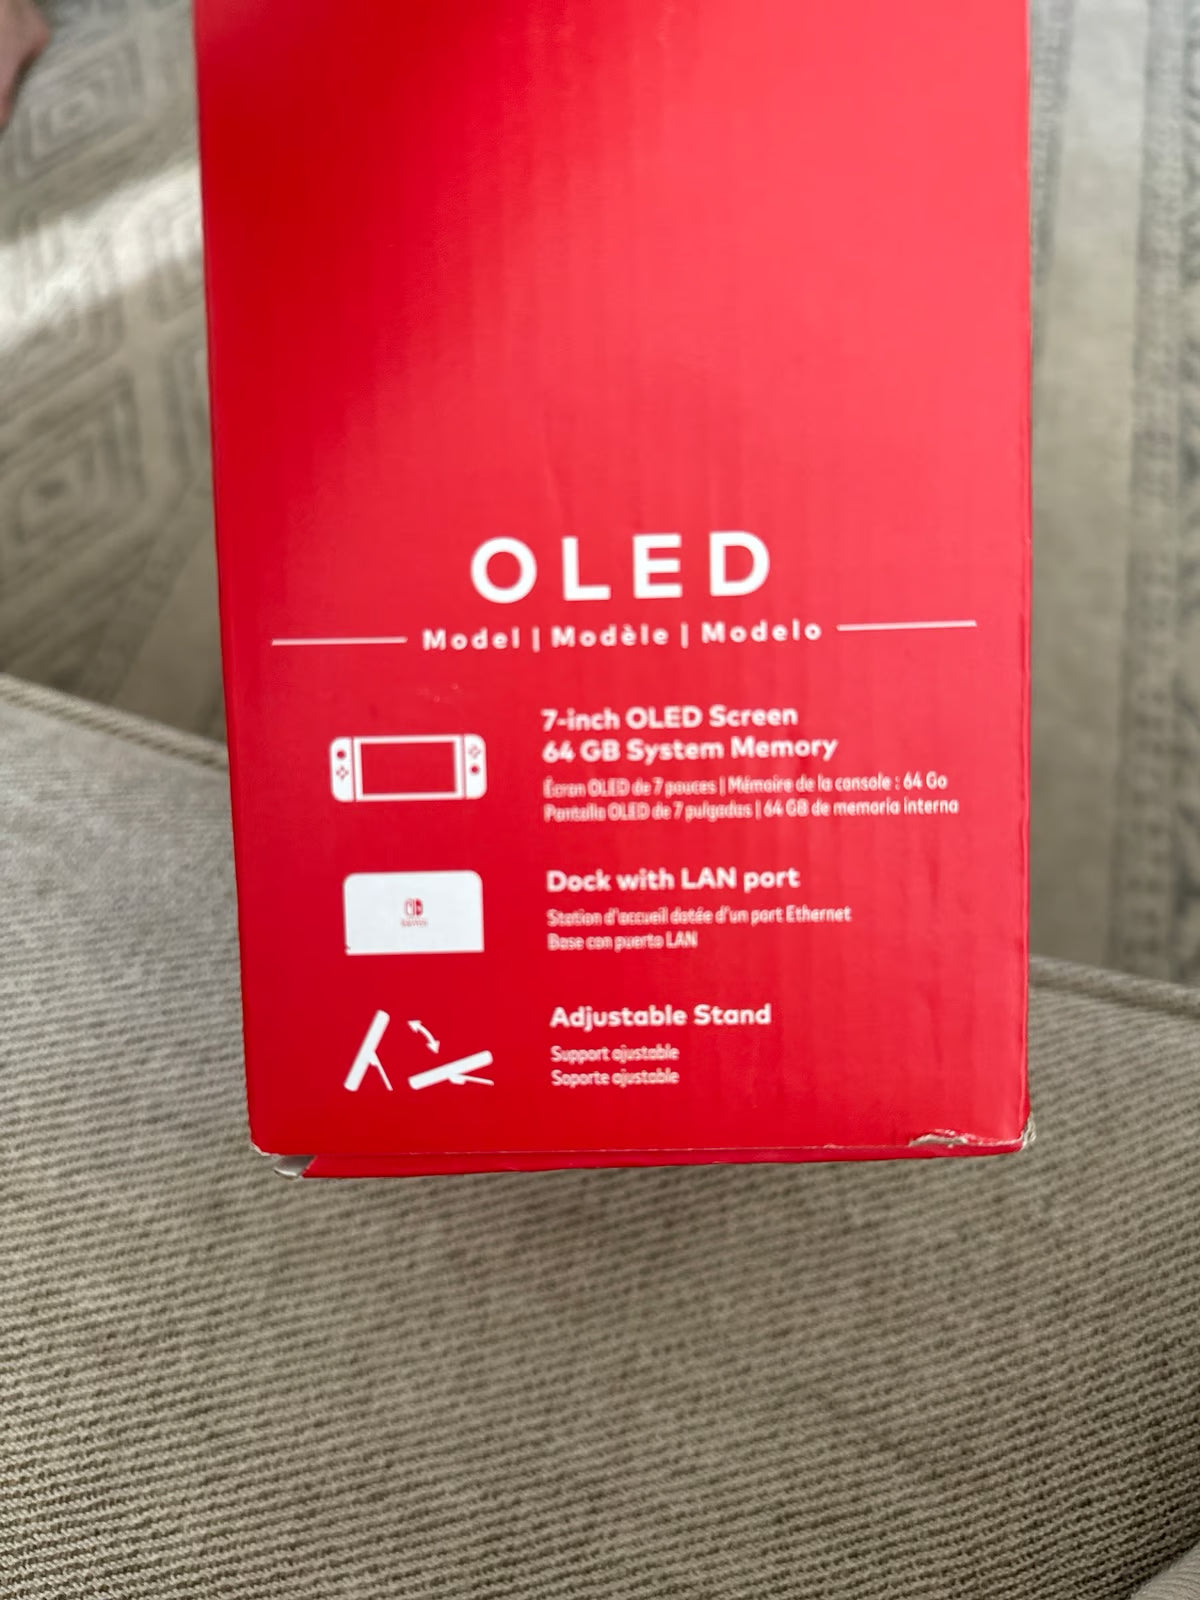 OLED
Model | Modèle | Modelo
7-inch OLED Screen
64 GB System Memory
Écran OLED de 7 pouces | Mémoire de la console : 64 Go
Pantalla OLED de 7 pulgadas | 64 GB de memoria interna
Dock with LAN port
Station d'accueil dotée d'un port Ethernet
Base con puerto LAN
Adjustable Stand
Support ajustable
Soporte ajustable